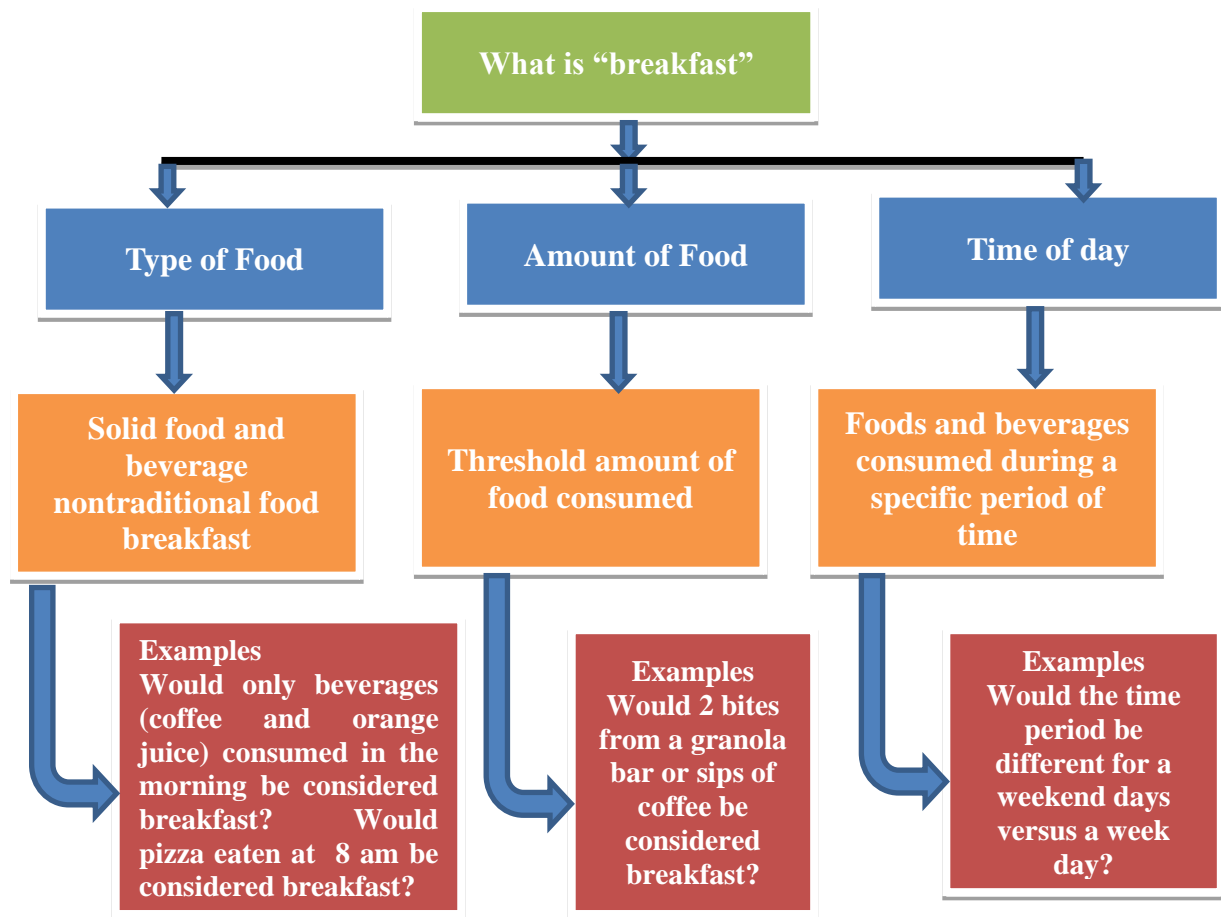 What is “breakfast”
Type of Food
Amount of Food
Time of day
Solid food and
beverage
nontraditional food
breakfast
Threshold amount of
food consumed
Foods and beverages
consumed during a
specific period of
time
Examples
Would only beverages
(coffee and orange
juice) consumed in the
morning be considered
breakfast? Would
pizza eaten at 8 am be
considered breakfast?
Examples
Would 2 bites
from a granola
bar or sips of
coffee be
considered
breakfast?
Examples
Would the time
period be
different for a
weekend days
versus a week
day?